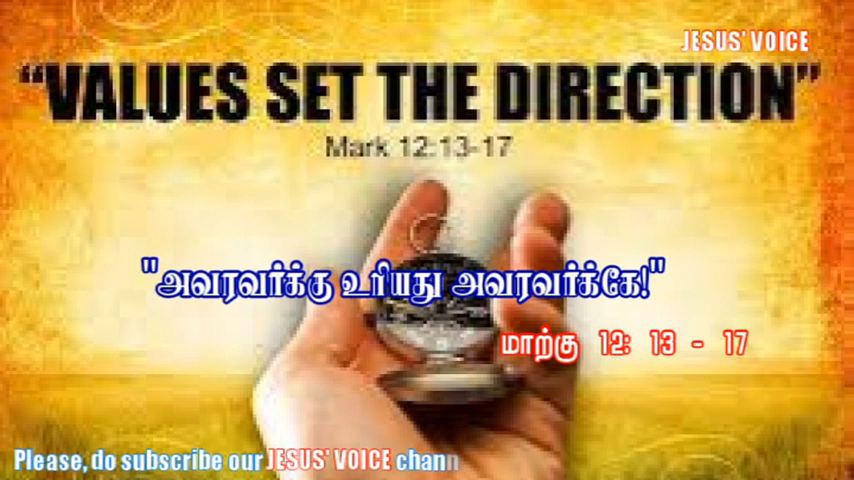 JESUS' VOICE
“VALUES SET THE DIRECTION”
Mark 12:13-17
"அவரவர்க்கு உரியது அவரவர்க்கே!"
மாற்கு 12: 13 - 17
Please, do subscribe our JESUS' VOICE chann